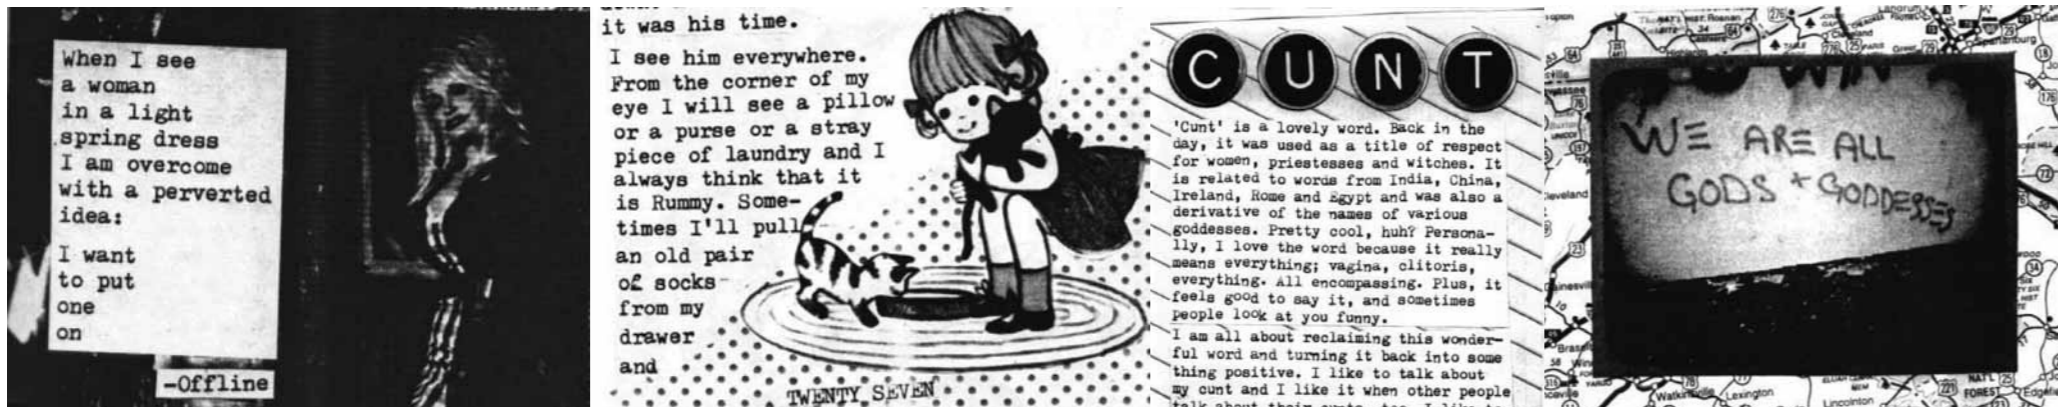 When I see
a woman
in a light
spring dress
I am overcome
with a perverted
idea:
I want
to put
one
on
-Offline
it was his time.
I see him everywhere.
From the corner of my
eye I will see a pillow
or a purse or a stray
piece of laundry and I
always think that it
is Rummy. Some-
times I'll pull
an old pair
of socks
from my
drawer
and
TWENTY SEVEN
CUNT
'Cunt' is a lovely word. Back in the
day, it was used as a title of respect
for women, priestesses and witches. It
is related to words from India, China,
Ireland, Rome and Egypt and was also a
derivative of the names of various
goddesses. Pretty cool, huh? Persona-
lly, I love the word because it really
means everything; vagina, clitoris,
everything. All encompassing. Plus, it
feels good to say it, and sometimes
people look at you funny.
I am all about reclaiming this wonder-
ful word and turning it back into some
thing positive. I like to talk about
my cunt and I like it when other people
WE ARE ALL
GODS + GODDESSES
Cleveland
Spartanburg
Gainesville
Watkinsville
Lexington
Lincolnton